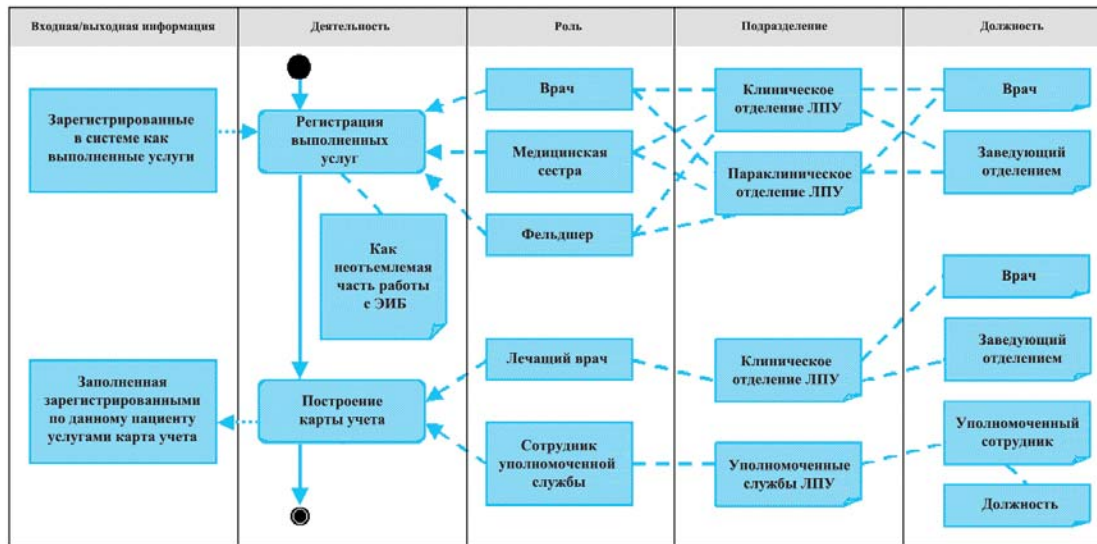 Входная/выходная информация
Деятельность
Роль
Подразделение
Должность
Зарегистрированные
в системе как
выполненные услуги
Регистрация
выполненных
услуг
Как
неотъемлемая
часть работы
с ЭИБ
Врач
Медицинская
сестра
Фельдшер
Клиническое
отделение ЛПУ
Параклиническое
отделение ЛПУ
Врач
Заведующий
отделением
Заполненная
зарегистрированными
по данному пациенту
услугами карта учета
Построение
карты учета
Лечащий врач
Сотрудник
уполномоченной
службы
Клиническое
отделение ЛПУ
Уполномоченные
службы ЛПУ
Врач
Заведующий
отделением
Уполномоченный
сотрудник
Должность